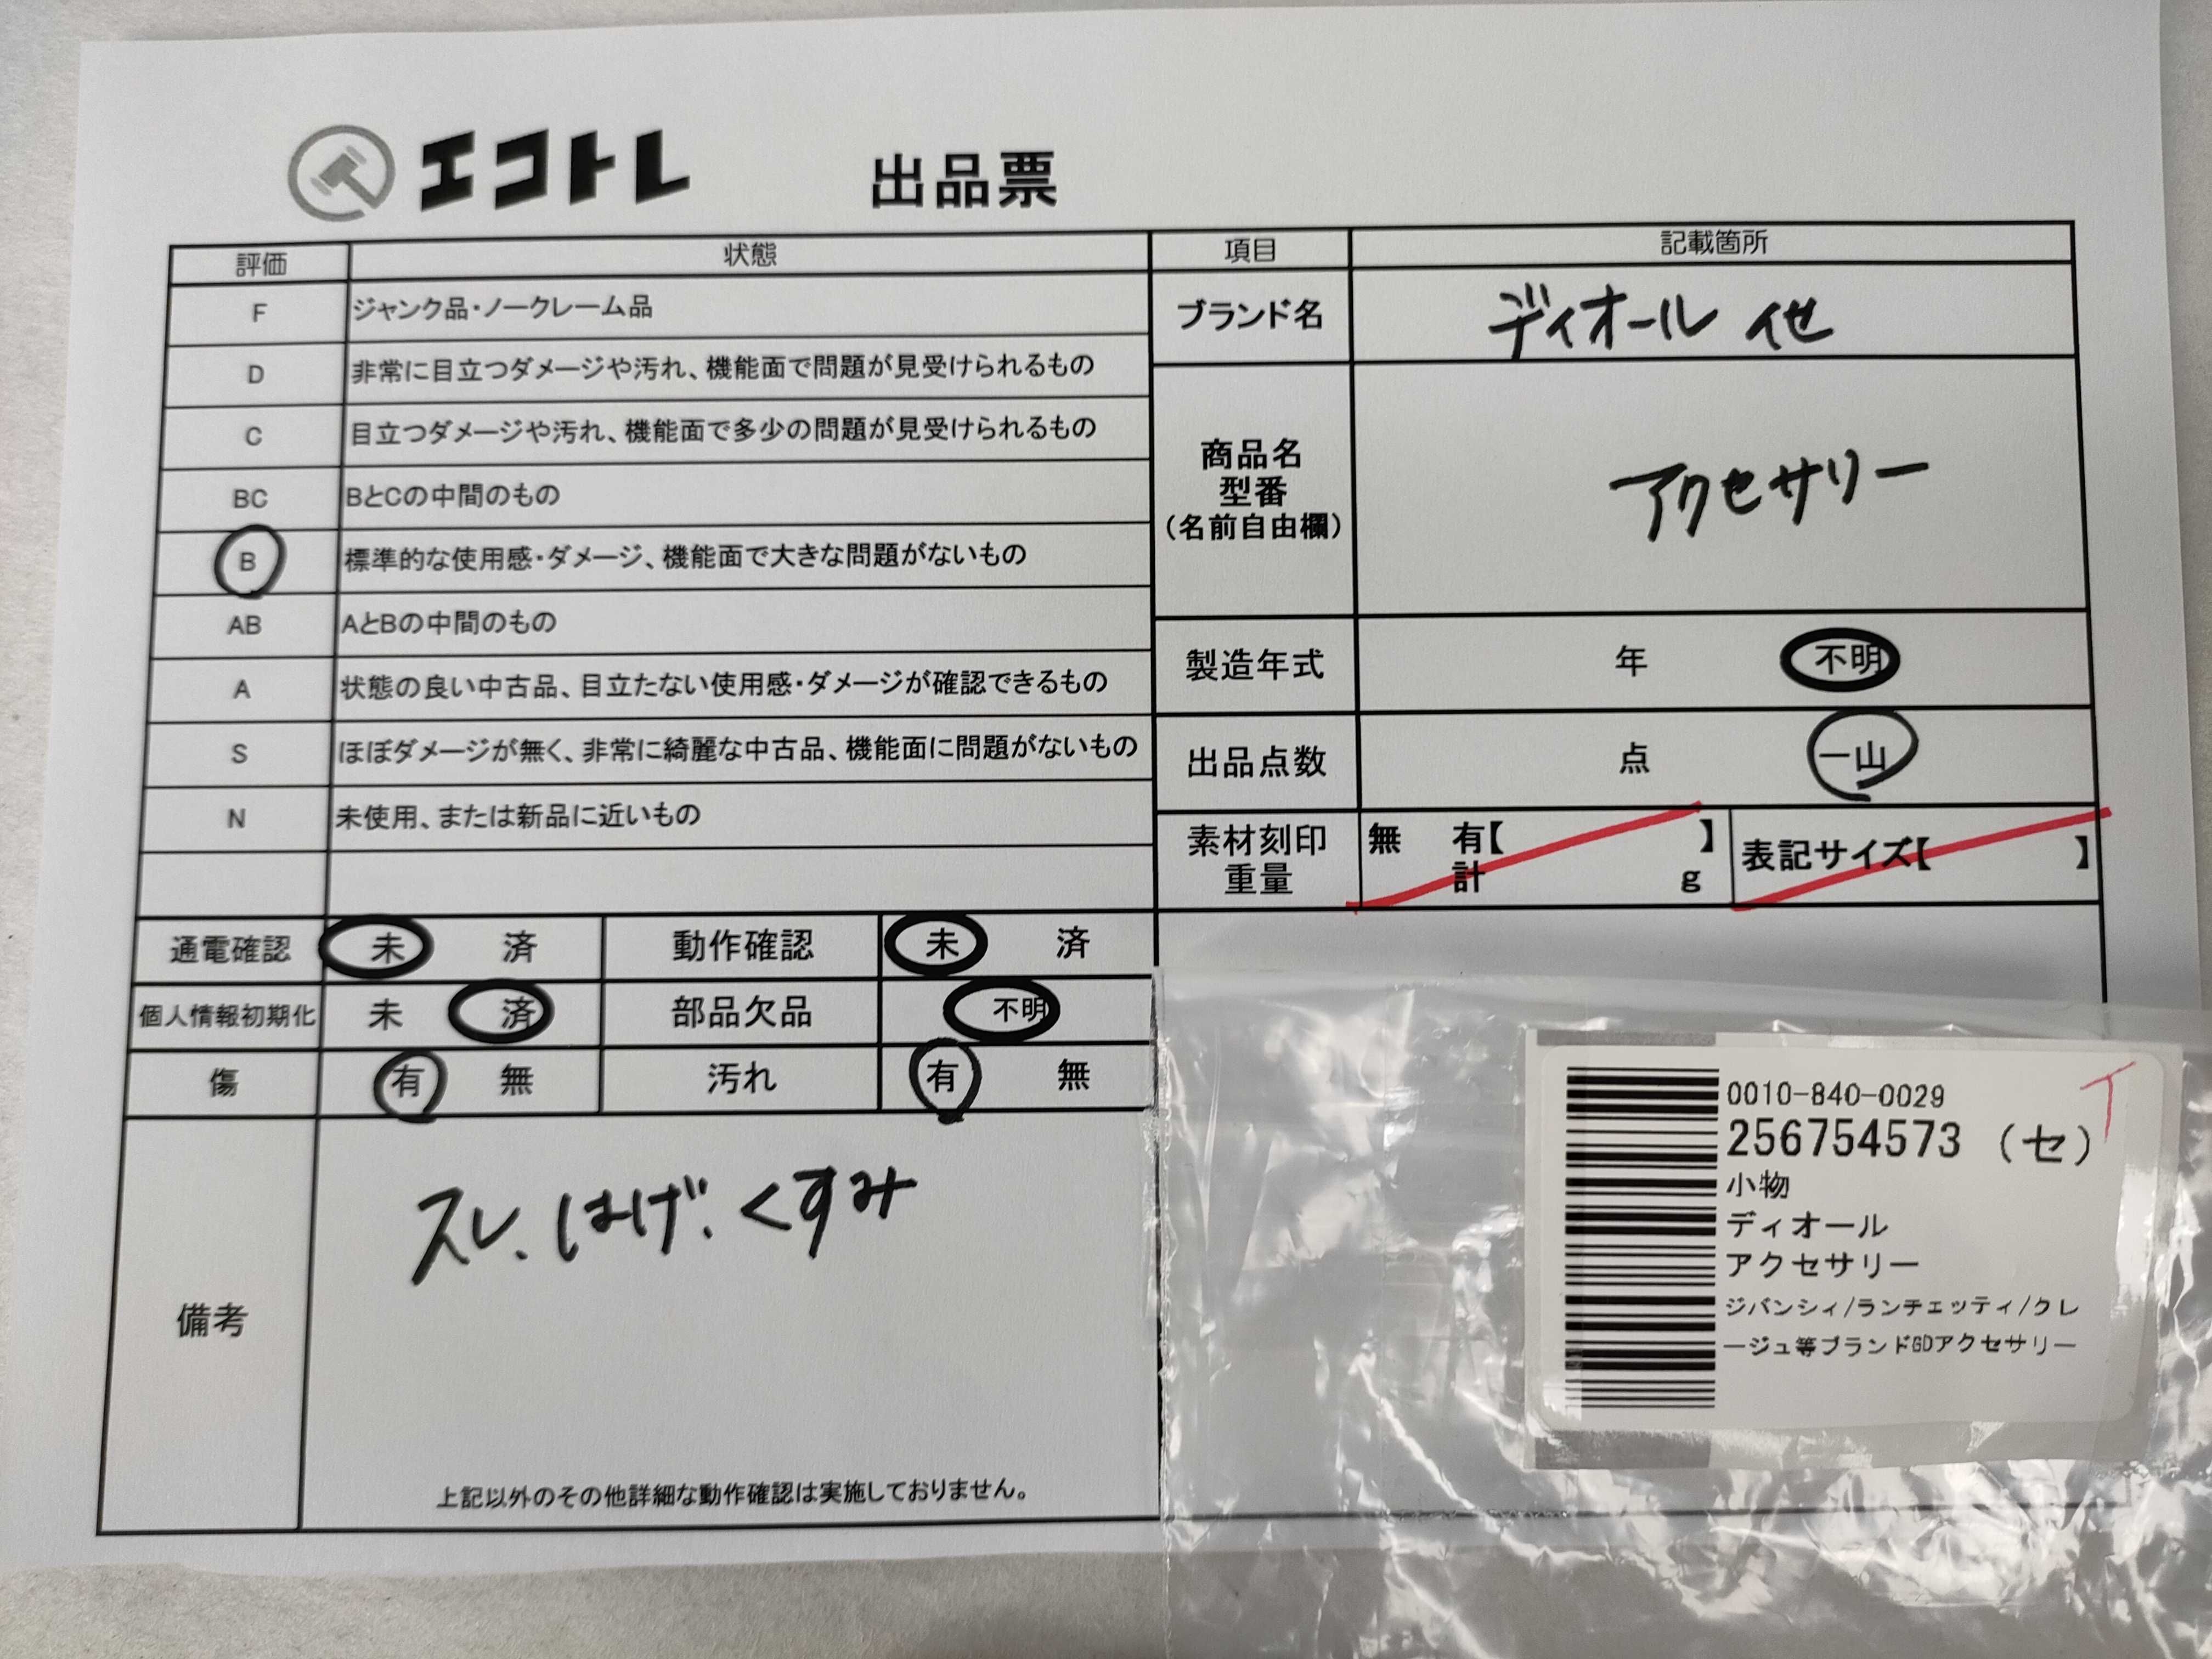 エコトレ 出品票
評価 状態
F ジャンク品・ノークレーム品
D 非常に目立つダメージや汚れ、機能面で問題が見受けられるもの
C 目立つダメージや汚れ、機能面で多少の問題が見受けられるもの
BC BとCの中間のもの
B 標準的な使用感・ダメージ、機能面で大きな問題がないもの
AB AとBの中間のもの
A 状態の良い中古品、目立たない使用感・ダメージが確認できるもの
S ほぼダメージが無く、非常に綺麗な中古品、機能面に問題がないもの
N 未使用、または新品に近いもの
項目 記載箇所
ブランド名 ディオール 他
商品名
型番
(名前自由欄)
アクセサリー
製造年式 年 不明
出品点数 点 一山
素材刻印 無 有【 】
重量 計 g
表記サイズ【 】
通電確認 未 済 動作確認 未 済
個人情報初期化 未 済 部品欠品 不明
傷 有 無 汚れ 有 無
備考
スレ、はげ、くすみ
上記以外のその他詳細な動作確認は実施しておりません。
0010-840-0029
256754573 (セ)
小物
ディオール
アクセサリー
ジバンシィ/ランチェッティ/クレ
ージュ等ブランドGDアクセサリー